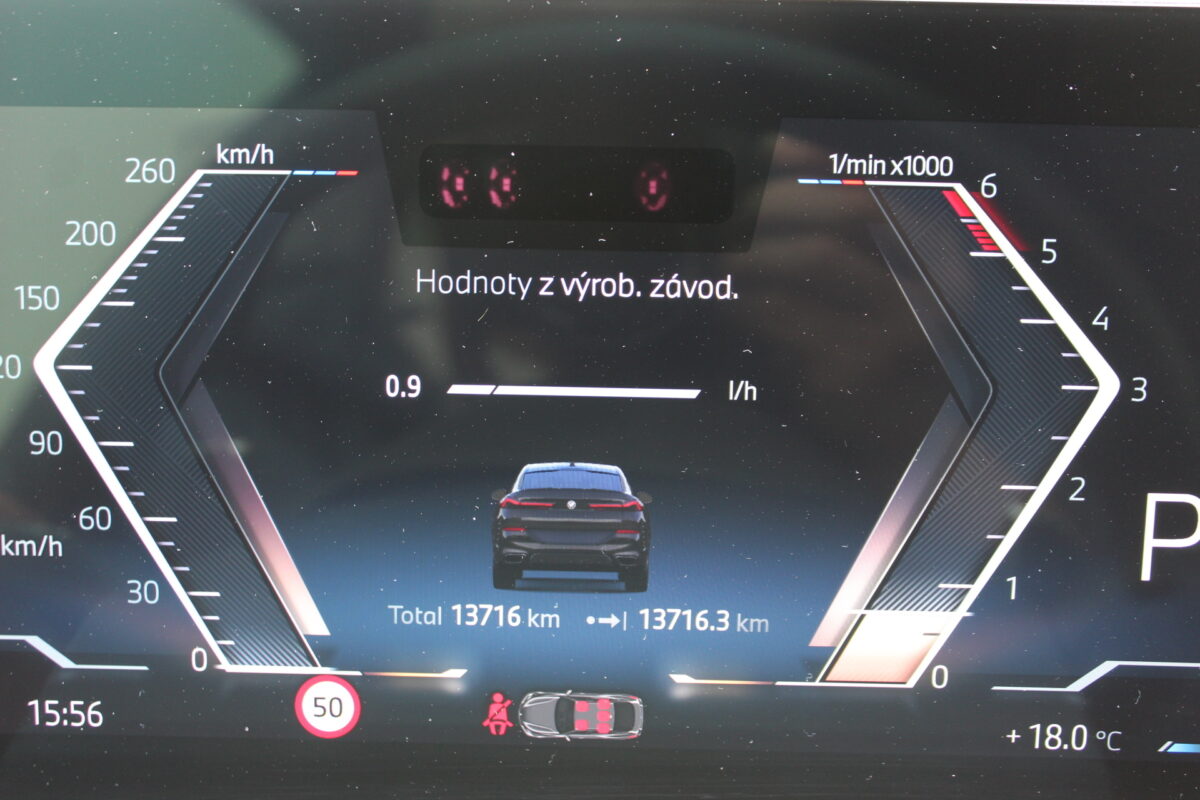 km/h
1/min x1000
260
200
150
20
90
60
30
0
km/h
6
5
4
3
2
1
0
P
Hodnoty z výrob. závod.
0.9 l/h
Total 13716 km 13716.3 km
15:56
50
+18.0 °C